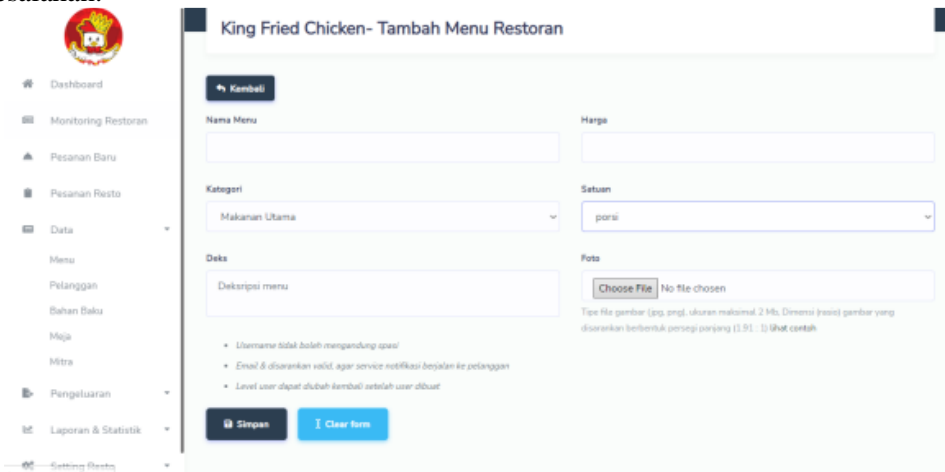 King Fried Chicken- Tambah Menu Restoran
Dashboard
Monitoring Restoran
Pesanan Baru
Pesanan Resto
Data
Menu
Pelanggan
Bahan Baku
Meja
Mitra
Pengeluaran
Laporan & Statistik
Setting Resto
Kembali
Nama Menu
Harga
Kategori
Satuan
Makanan Utama
porsi
Deks
Foto
Deksripsi menu
Choose File No file chosen
Tipe file gambar (jpg, png), ukuran maksimal 2 Mb, Dimensi (rasio) gambar yang
disarankan berbentuk persegi panjang (1.91 : 1) lihat contoh
Username tidak boleh mengandung spasi
Email & disarankan valid, agar service notifikasi berjalan ke pelanggan
Level user dapat diubah kembali setelah user dibuat
Simpan
Clear form